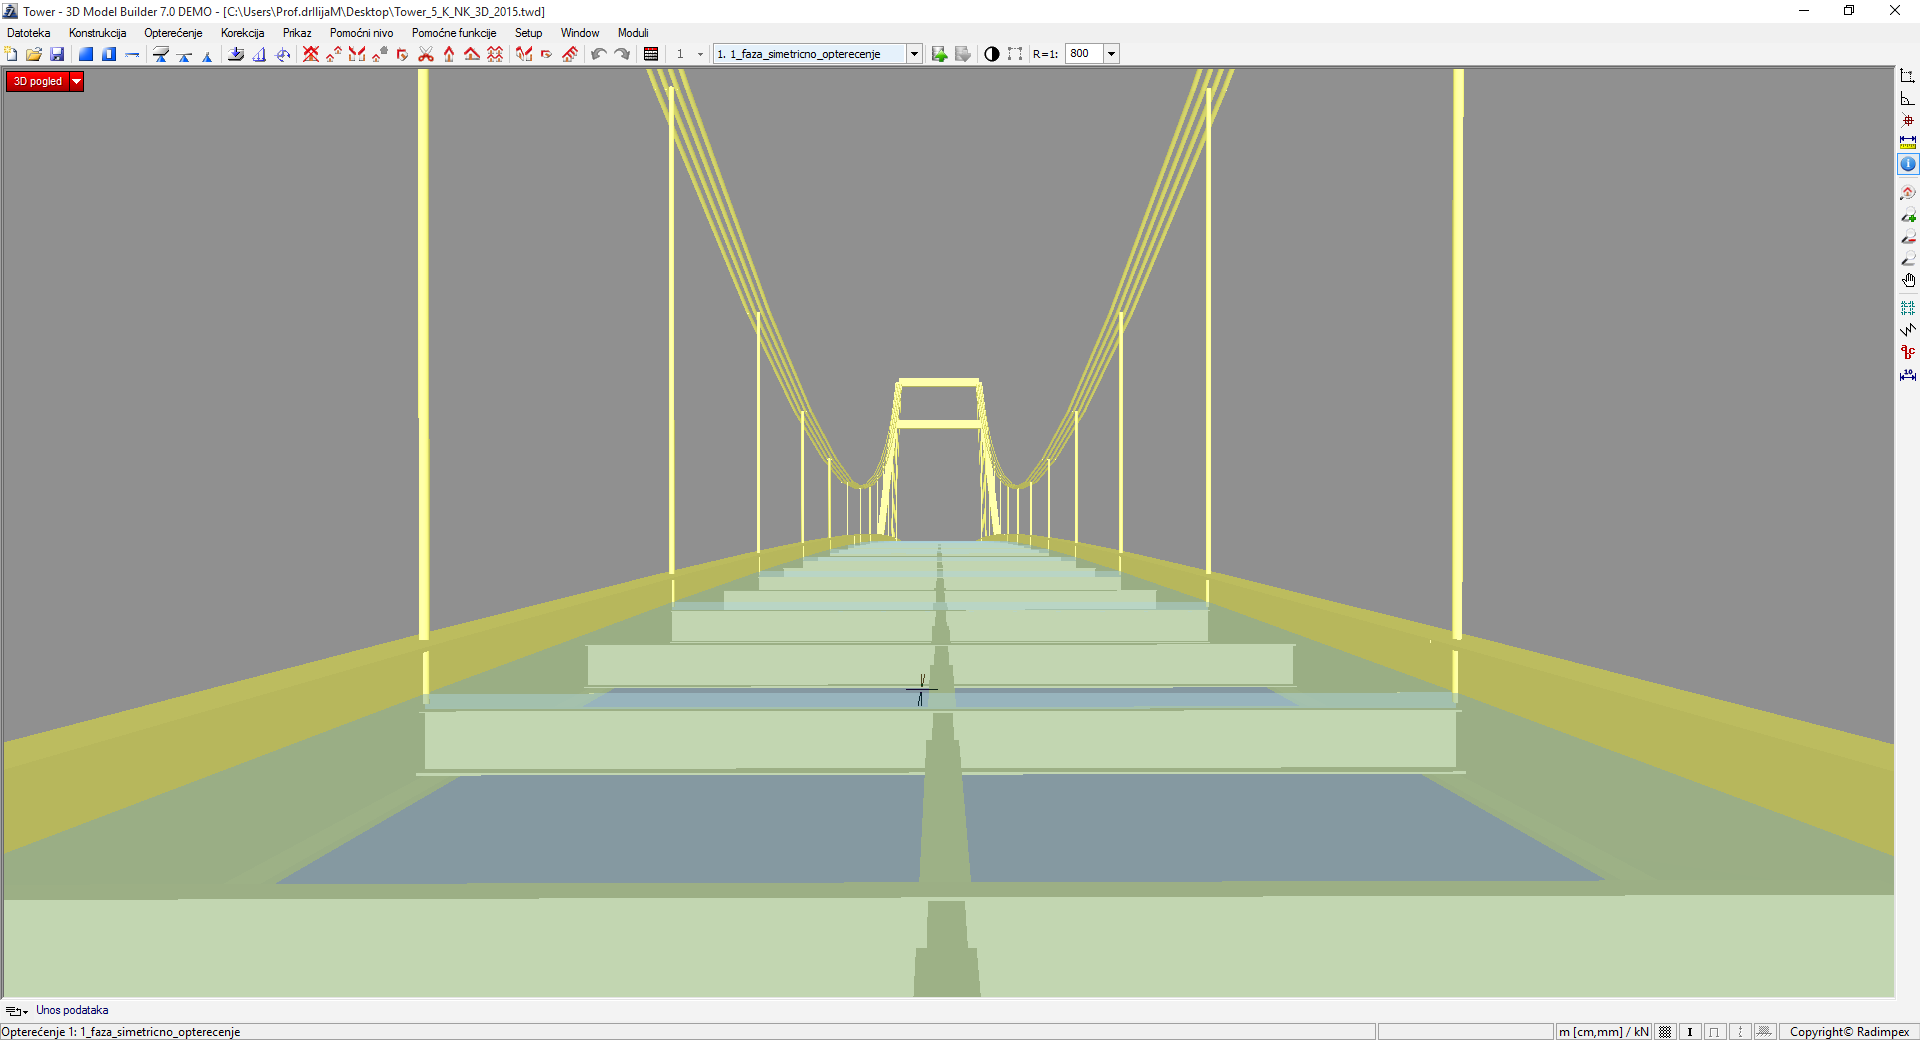 Tower - 3D Model Builder 7.0 DEMO - [C:\Users\Prof.drIlijaM\Desktop\Tower_5_K_NK_3D_2015.twd]
Datoteka Konstrukcija Opterećenje Korekcija Prikaz Pomoćni nivo Pomoćne funkcije Setup Window Moduli
1 1. 1_faza_simetricno_opterecenje R=1: 800
3D pogled
Unos podataka
Opterećenje 1: 1_faza_simetricno_opterecenje m [cm,mm] / kN Copyright© Radimpex